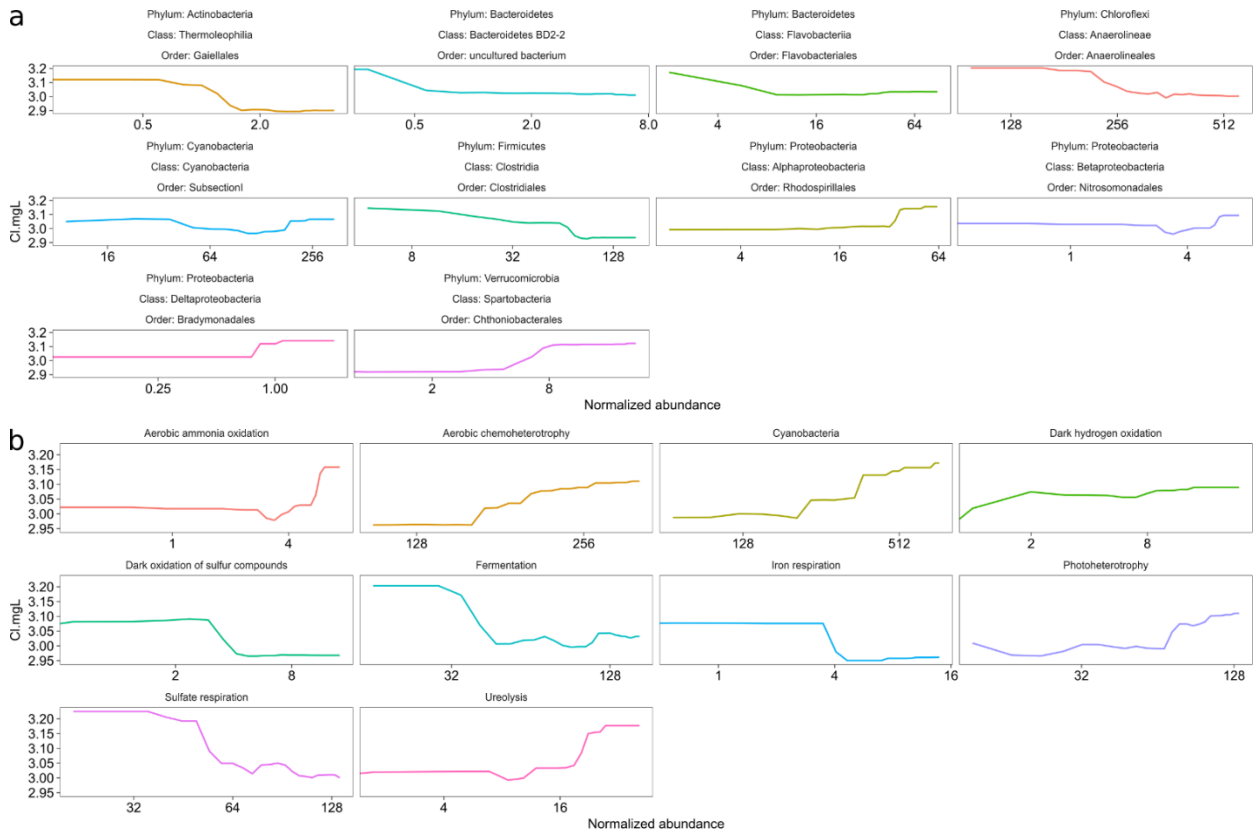 a
Phylum: Actinobacteria
Class: Thermoleophilia
Order: Gaiellales
Phylum: Bacteroidetes
Class: Bacteroidetes BD2-2
Order: uncultured bacterium
Phylum: Bacteroidetes
Class: Flavobacteriia
Order: Flavobacteriales
Phylum: Chloroflexi
Class: Anaerolineae
Order: Anaerolineales
3.2
3.1
3.0
2.9
0.5 2.0
0.5 2.0 8.0
4 16 64
128 256 512
Phylum: Cyanobacteria
Class: Cyanobacteria
Order: SubsectionI
Phylum: Firmicutes
Class: Clostridia
Order: Clostridiales
Phylum: Proteobacteria
Class: Alphaproteobacteria
Order: Rhodospirillales
Phylum: Proteobacteria
Class: Betaproteobacteria
Order: Nitrosomonadales
Cl.mgL
3.2
3.1
3.0
2.9
16 64 256
8 32 128
4 16 64
1 4
Phylum: Proteobacteria
Class: Deltaproteobacteria
Order: Bradymonadales
Phylum: Verrucomicrobia
Class: Spartobacteria
Order: Chthoniobacterales
3.2
3.1
3.0
2.9
0.25 1.00
2 8
Normalized abundance
b
Aerobic ammonia oxidation
Aerobic chemoheterotrophy
Cyanobacteria
Dark hydrogen oxidation
3.20
3.15
3.10
3.05
3.00
2.95
1 4
128 256
128 512
2 8
Dark oxidation of sulfur compounds
Fermentation
Iron respiration
Photoheterotrophy
Cl.mgL
3.20
3.15
3.10
3.05
3.00
2.95
2 8
32 128
1 4 16
32 128
Sulfate respiration
Ureolysis
3.20
3.15
3.10
3.05
3.00
2.95
32 64 128
4 16
Normalized abundance